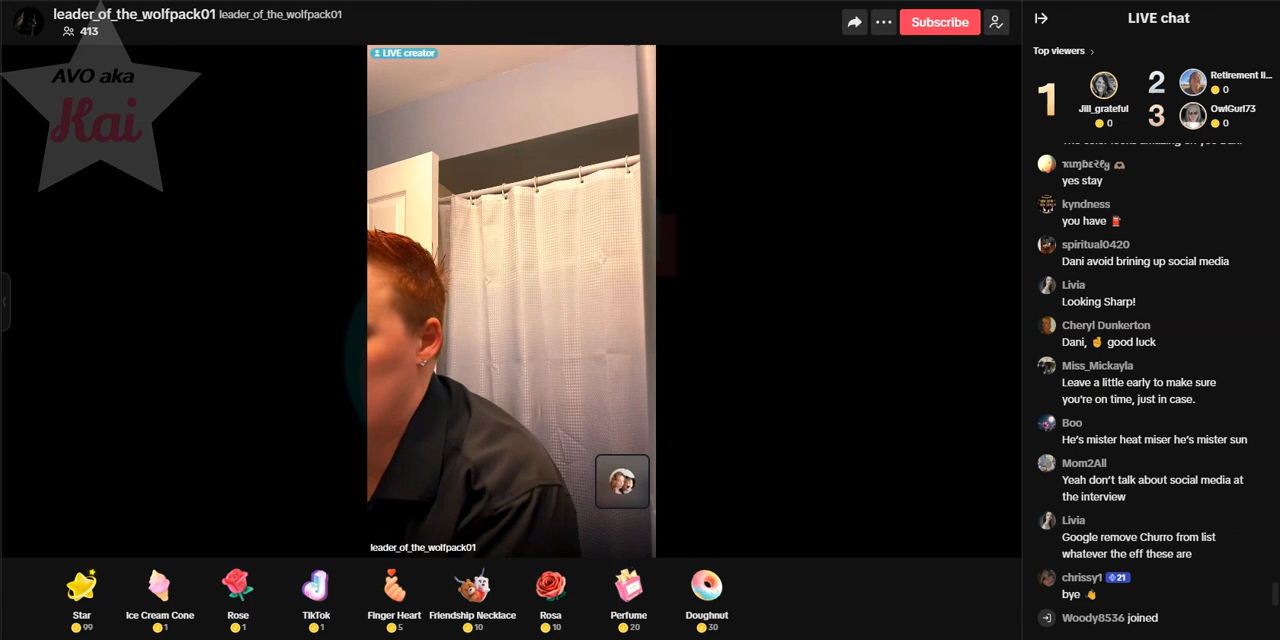 leader_of_the_wolfpack01 leader_of_the_wolfpack01
413
Subscribe
AVO aka
Kai
LIVE creator
leader_of_the_wolfpack01
Star
99
Ice Cream Cone
1
Rose
1
TikTok
1
Finger Heart
5
Friendship Necklace
10
Rosa
10
Perfume
20
Doughnut
30
LIVE chat
Top viewers
1
Jill_grateful
0
2
Retirement li...
0
3
OwlGurl73
0
yes stay
kyndness
you have
spiritual0420
Dani avoid brining up social media
Livia
Looking Sharp!
Cheryl Dunkerton
Dani, 🤞 good luck
Miss_Mickayla
Leave a little early to make sure
you're on time, just in case.
Boo
He's mister heat miser he's mister sun
Mom2All
Yeah don't talk about social media at
the interview
Livia
Google remove Churro from list
whatever the eff these are
chrissy1 21
bye 👋
Woody8536 joined